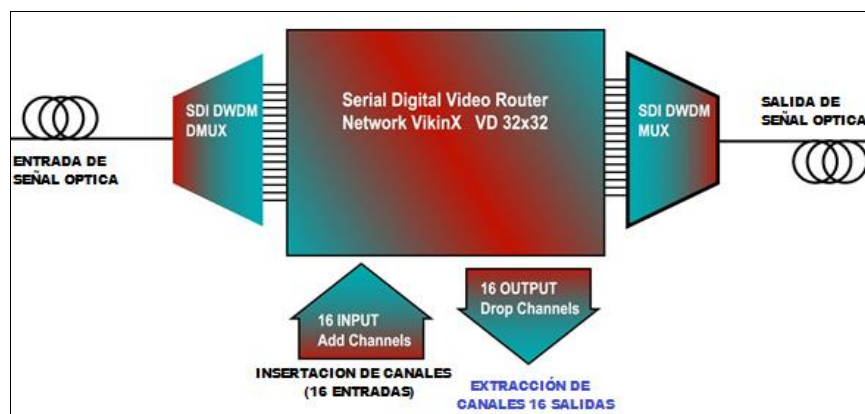 ENTRADA DE
SEÑAL OPTICA
SDI DWDM
DMUX
Serial Digital Video Router
Network VikinX VD 32x32
SDI DWDM
MUX
SALIDA DE
SEÑAL OPTICA
16 INPUT
Add Channels
INSERTACION DE CANALES
(16 ENTRADAS)
16 OUTPUT
Drop Channels
EXTRACCIÓN DE
CANALES 16 SALIDAS